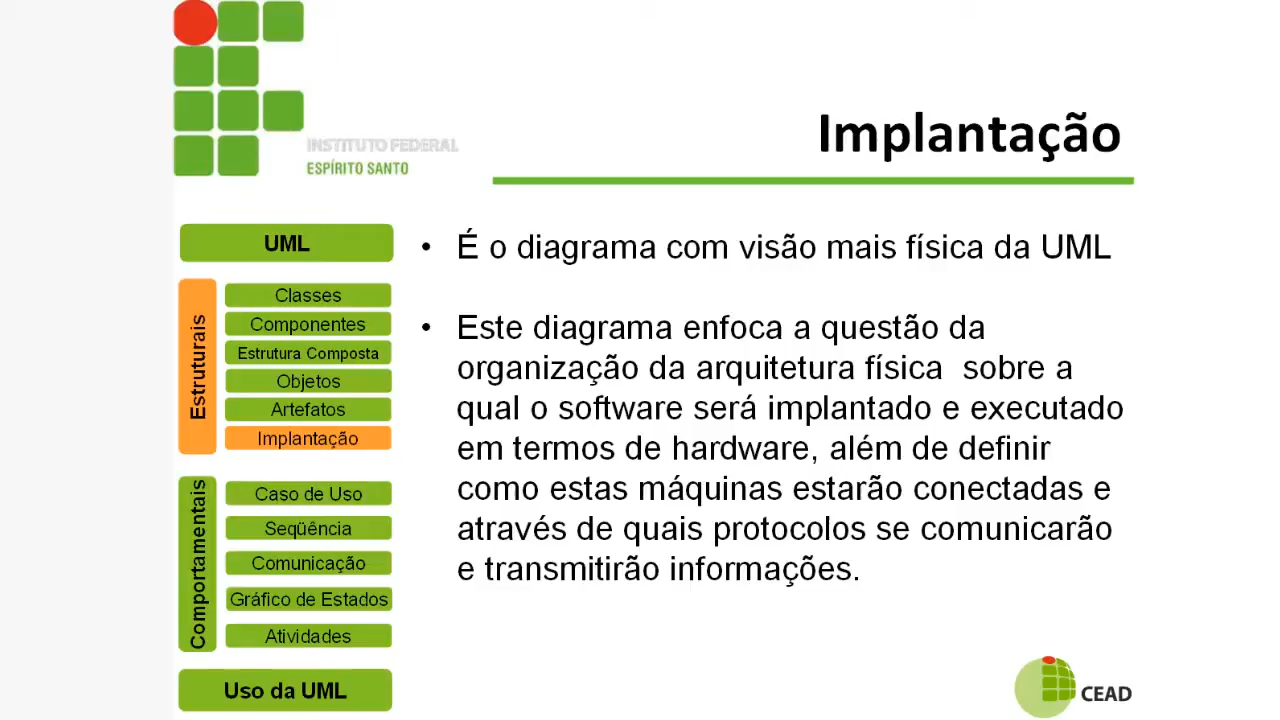 INSTITUTO FEDERAL
ESPÍRITO SANTO
Implantação
UML
Estruturais
Classes
Componentes
Estrutura Composta
Objetos
Artefatos
Implantação
Comportamentais
Caso de Uso
Seqüência
Comunicação
Gráfico de Estados
Atividades
Uso da UML
• É o diagrama com visão mais física da UML
• Este diagrama enfoca a questão da
organização da arquitetura física sobre a
qual o software será implantado e executado
em termos de hardware, além de definir
como estas máquinas estarão conectadas e
através de quais protocolos se comunicarão
e transmitirão informações.
CEAD